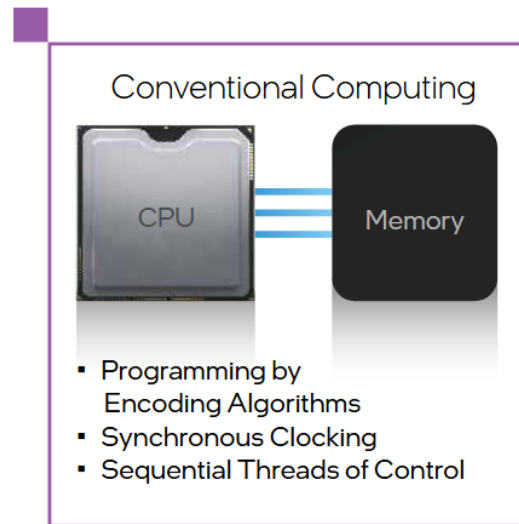 Conventional Computing
CPU
Memory
▪ Programming by
Encoding Algorithms
▪ Synchronous Clocking
▪ Sequential Threads of Control